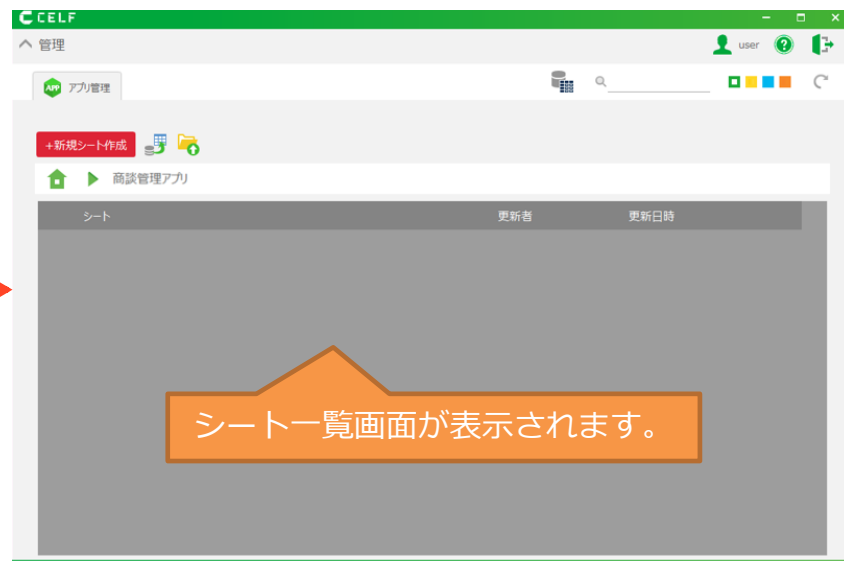 CELF
管理
user
アプリ管理
+新規シート作成
商談管理アプリ
シート 更新者 更新日時
シート一覧画面が表示されます。